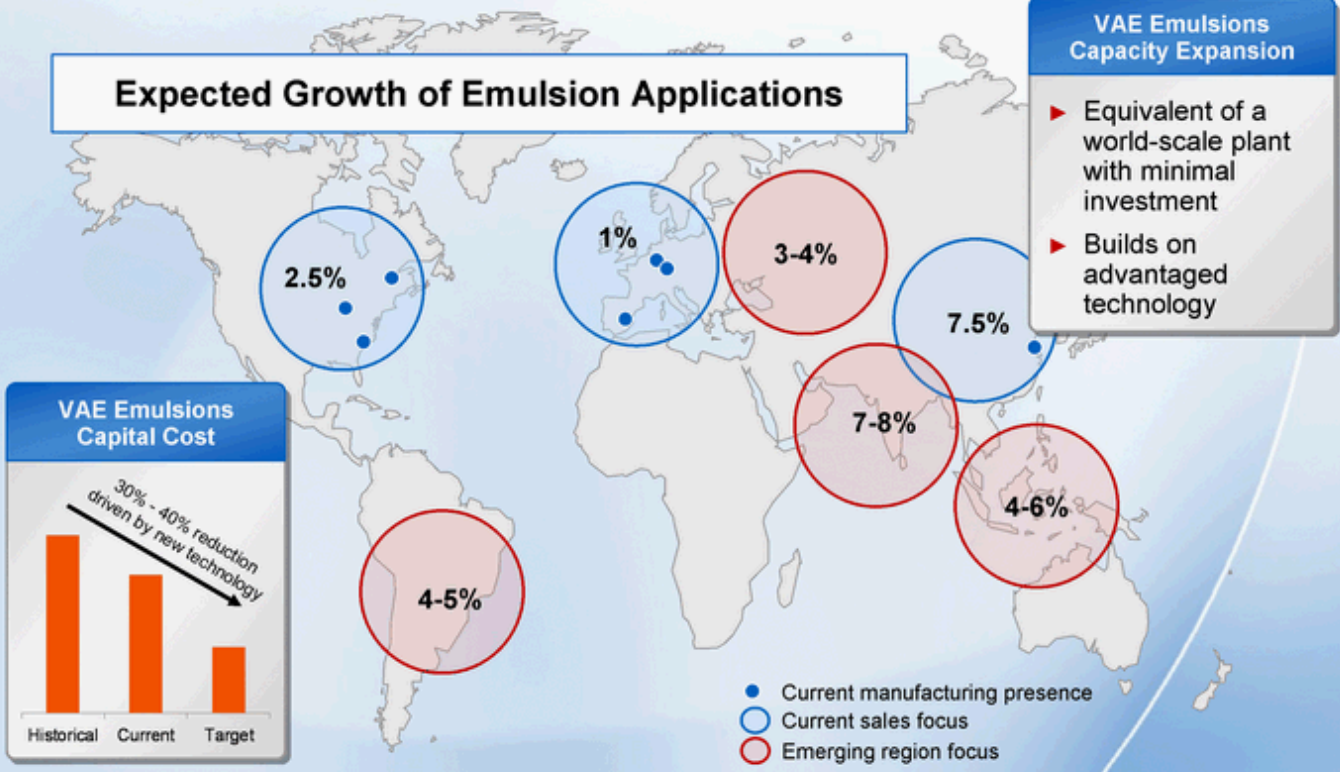 Expected Growth of Emulsion Applications
VAE Emulsions
Capacity Expansion
► Equivalent of a
world-scale plant
with minimal
investment
► Builds on
advantaged
technology
2.5%
1%
3-4%
7.5%
7-8%
4-6%
4-5%
VAE Emulsions
Capital Cost
30% - 40% reduction
driven by new technology
Historical Current Target
Current manufacturing presence
Current sales focus
Emerging region focus